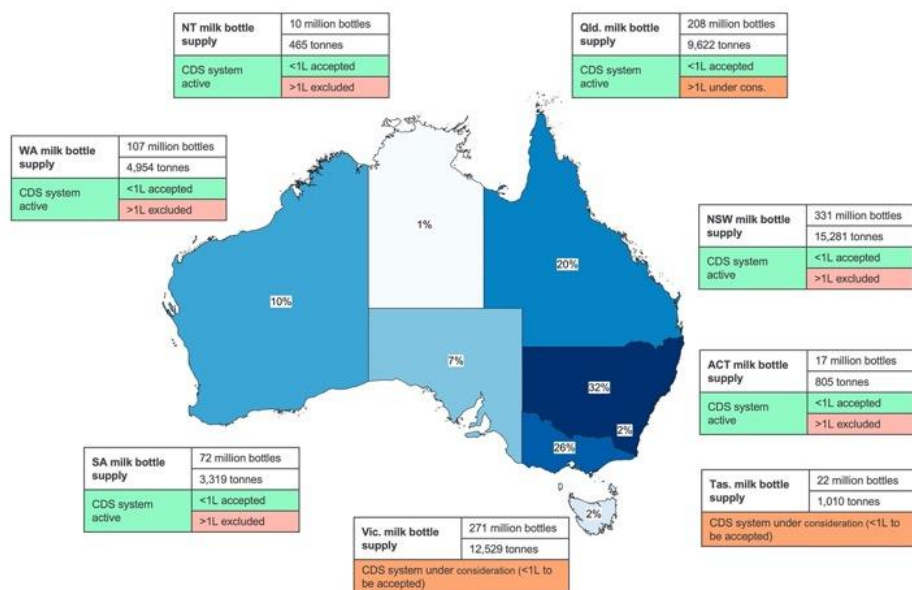 NT milk bottle
supply
10 million bottles
465 tonnes
CDS system
active
<1L accepted
>1L excluded
Qld. milk bottle
supply
208 million bottles
9,622 tonnes
CDS system
active
<1L accepted
>1L under cons.
WA milk bottle
supply
107 million bottles
4,954 tonnes
CDS system
active
<1L accepted
>1L excluded
NSW milk bottle
supply
331 million bottles
15,281 tonnes
CDS system
active
<1L accepted
>1L excluded
1%
20%
10%
7%
32%
2%
26%
2%
ACT milk bottle
supply
17 million bottles
805 tonnes
CDS system
active
<1L accepted
>1L excluded
SA milk bottle
supply
72 million bottles
3,319 tonnes
CDS system
active
<1L accepted
>1L excluded
Tas. milk bottle
supply
22 million bottles
1,010 tonnes
CDS system under consideration (<1L to
be accepted)
Vic. milk bottle
supply
271 million bottles
12,529 tonnes
CDS system under consideration (<1L to
be accepted)